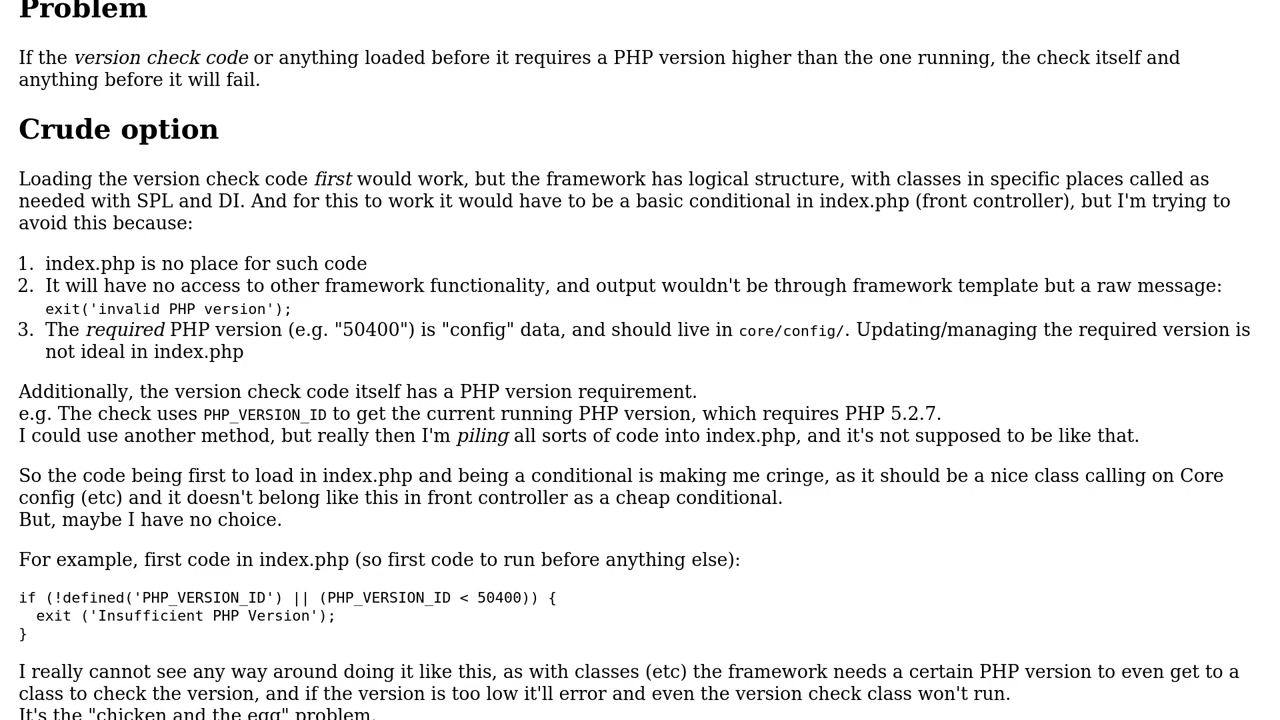 Problem
If the version check code or anything loaded before it requires a PHP version higher than the one running, the check itself and
anything before it will fail.
Crude option
Loading the version check code first would work, but the framework has logical structure, with classes in specific places called as
needed with SPL and DI. And for this to work it would have to be a basic conditional in index.php (front controller), but I'm trying to
avoid this because:
1. index.php is no place for such code
2. It will have no access to other framework functionality, and output wouldn't be through framework template but a raw message:
exit('invalid PHP version');
3. The required PHP version (e.g. "50400") is "config" data, and should live in core/config/. Updating/managing the required version is
not ideal in index.php
Additionally, the version check code itself has a PHP version requirement.
e.g. The check uses PHP_VERSION_ID to get the current running PHP version, which requires PHP 5.2.7.
I could use another method, but really then I'm piling all sorts of code into index.php, and it's not supposed to be like that.
So the code being first to load in index.php and being a conditional is making me cringe, as it should be a nice class calling on Core
config (etc) and it doesn't belong like this in front controller as a cheap conditional.
But, maybe I have no choice.
For example, first code in index.php (so first code to run before anything else):
if (!defined('PHP_VERSION_ID') || (PHP_VERSION_ID < 50400)) {
  exit ('Insufficient PHP Version');
}
I really cannot see any way around doing it like this, as with classes (etc) the framework needs a certain PHP version to even get to a
class to check the version, and if the version is too low it'll error and even the version check class won't run.
It's the "chicken and the egg" problem.